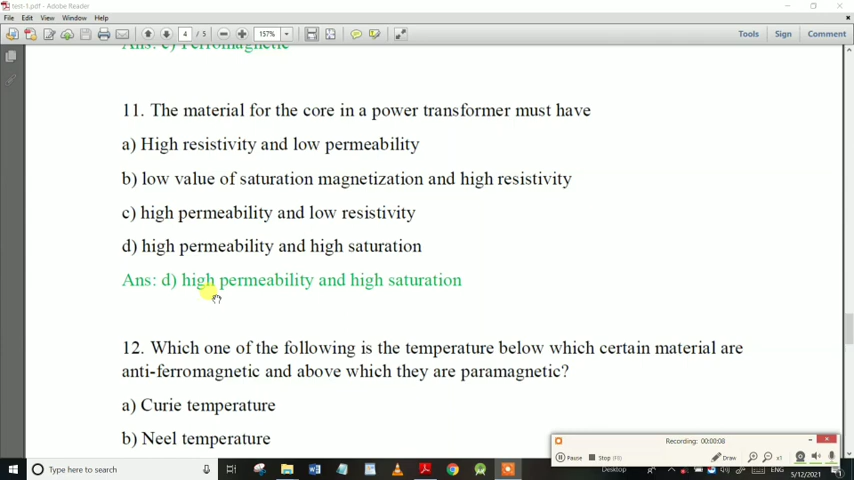 test-1.pdf - Adobe Reader
File Edit View Window Help
4 / 5 157% Tools Sign Comment
Ans: c) Ferromagnetic
11. The material for the core in a power transformer must have
a) High resistivity and low permeability
b) low value of saturation magnetization and high resistivity
c) high permeability and low resistivity
d) high permeability and high saturation
Ans: d) high permeability and high saturation
12. Which one of the following is the temperature below which certain material are
anti-ferromagnetic and above which they are paramagnetic?
a) Curie temperature
b) Neel temperature
Recording: 00:00:08
Pause Stop (F8) Draw x1
Type here to search Desktop ENG
5/12/2021